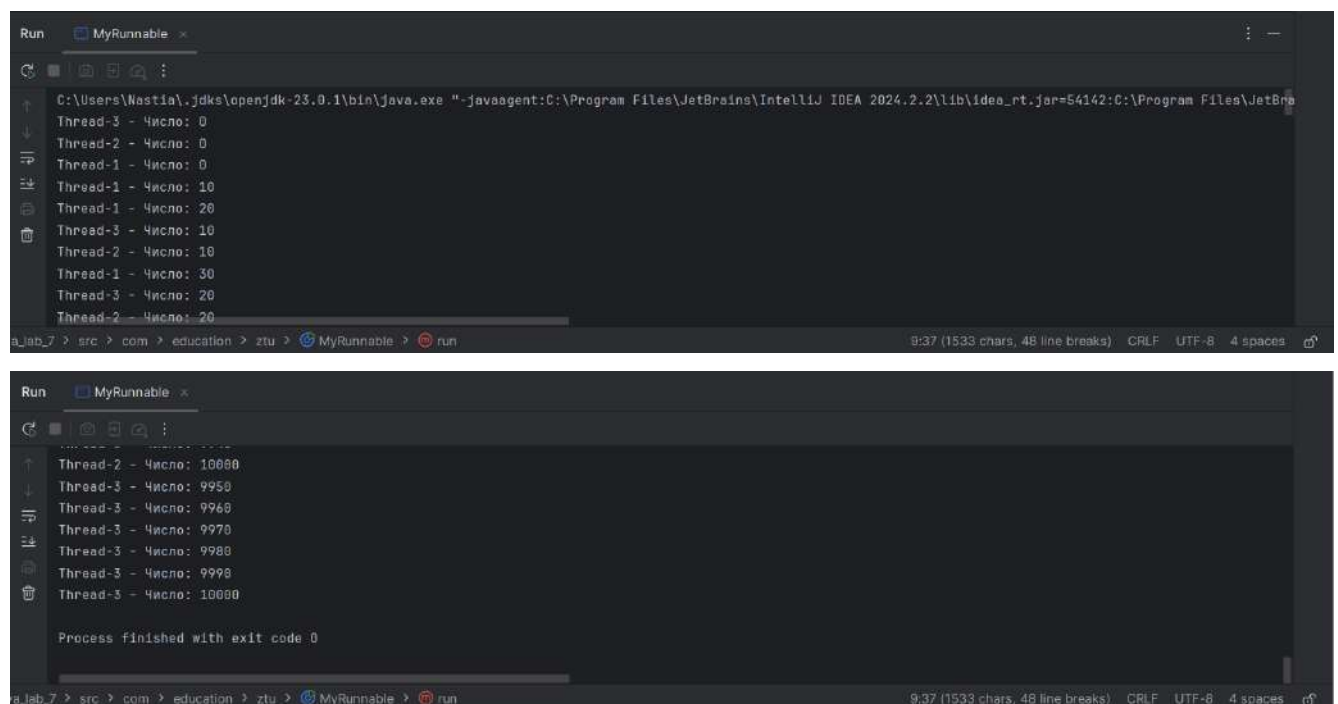 Run MyRunnable ×
C:\Users\Nastia\.jdks\openjdk-23.0.1\bin\java.exe "-javaagent:C:\Program Files\JetBrains\IntelliJ IDEA 2024.2.2\lib\idea_rt.jar=54142:C:\Program Files\JetBra
Thread-3 - Число: 0
Thread-2 - Число: 0
Thread-1 - Число: 0
Thread-1 - Число: 10
Thread-1 - Число: 20
Thread-3 - Число: 10
Thread-2 - Число: 10
Thread-1 - Число: 30
Thread-3 - Число: 20
Thread-2 - Число: 20
a_lab_7 > src > com > education > ztu > MyRunnable > m run 9:37 (1533 chars, 48 line breaks) CRLF UTF-8 4 spaces
Run MyRunnable ×
Thread-2 - Число: 10000
Thread-3 - Число: 9950
Thread-3 - Число: 9960
Thread-3 - Число: 9970
Thread-3 - Число: 9980
Thread-3 - Число: 9990
Thread-3 - Число: 10000
Process finished with exit code 0
va_lab_7 > src > com > education > ztu > MyRunnable > m run 9:37 (1533 chars, 48 line breaks) CRLF UTF-8 4 spaces